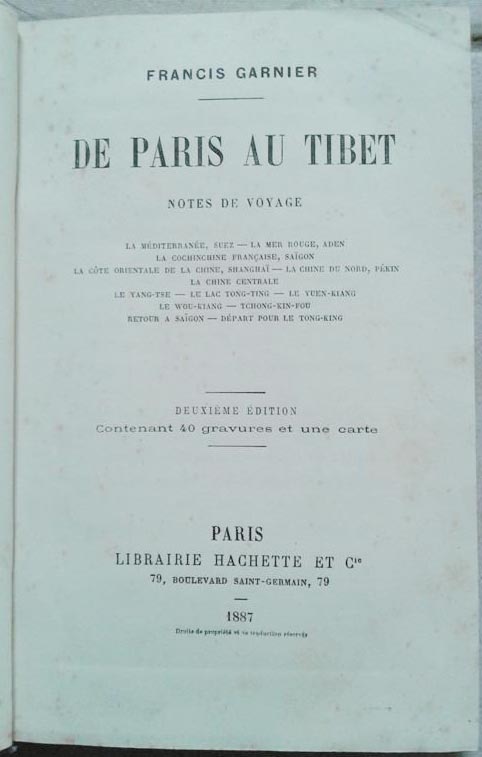 FRANCIS GARNIER
DE PARIS AU TIBET
NOTES DE VOYAGE
LA MÉDITERRANÉE, SUEZ — LA MER ROUGE, ADEN
LA COCHINCHINE FRANÇAISE, SAÏGON
LA CÔTE ORIENTALE DE LA CHINE, SHANGHAÏ — LA CHINE DU NORD, PÉKIN
LA CHINE CENTRALE
LE YANG-TSE — LE LAC TONG-TING — LE YUEN-KIANG
LE WOU-KIANG — TCHONG-KIN-FOU
RETOUR A SAÏGON — DÉPART POUR LE TONG-KING
DEUXIÈME ÉDITION
Contenant 40 gravures et une carte
PARIS
LIBRAIRIE HACHETTE ET Cie
79, BOULEVARD SAINT-GERMAIN, 79
1887
Droits de propriété et de traduction réservés